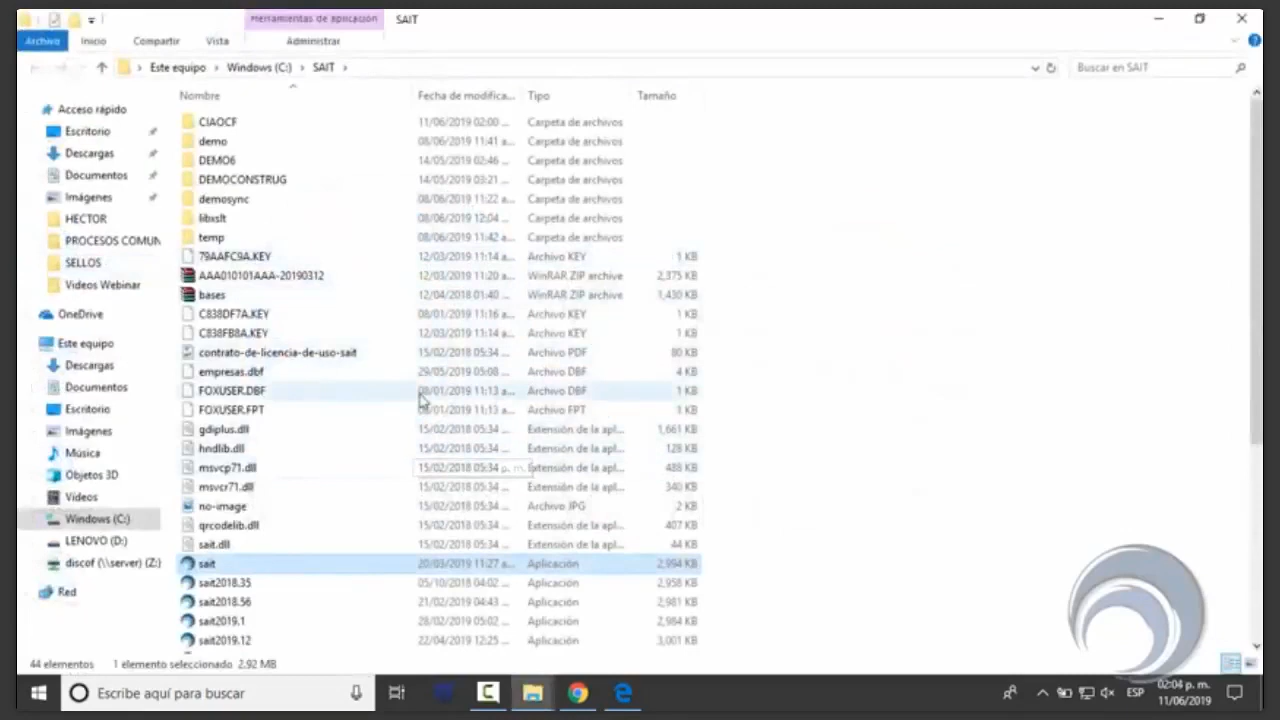 Herramientas de aplicación SAIT
Archivo Inicio Compartir Vista Administrar
Este equipo Windows (C:) SAIT Buscar en SAIT
Nombre Fecha de modifica... Tipo Tamaño
Acceso rápido
Escritorio
Descargas
Documentos
Imágenes
HECTOR
PROCESOS COMUN
SELLOS
Videos Webinar
OneDrive
Este equipo
Descargas
Documentos
Escritorio
Imágenes
Música
Objetos 3D
Vídeos
Windows (C:)
LENOVO (D:)
discof (\\server) (Z:)
Red
CIAOCF 11/06/2019 02:00 ... Carpeta de archivos
demo 08/06/2019 11:41 a... Carpeta de archivos
DEMO6 14/05/2019 02:46 ... Carpeta de archivos
DEMOCONSTRUG 14/05/2019 03:21 ... Carpeta de archivos
demosync 08/06/2019 11:22 a... Carpeta de archivos
libxslt 08/06/2019 12:04 ... Carpeta de archivos
temp 08/06/2019 11:42 a... Carpeta de archivos
79AAFC9A.KEY 12/03/2019 11:14 a... Archivo KEY 1 KB
AAA010101AAA-20190312 12/03/2019 11:20 a... WinRAR ZIP archive 2,375 KB
bases 12/04/2018 01:40 ... WinRAR ZIP archive 1,430 KB
C838DF7A.KEY 08/01/2019 11:16 a... Archivo KEY 1 KB
C838FB8A.KEY 12/03/2019 11:14 a... Archivo KEY 1 KB
contrato-de-licencia-de-uso-sait 15/02/2018 05:34 ... Archivo PDF 80 KB
empresas.dbf 29/05/2019 05:08 ... Archivo DBF 4 KB
FOXUSER.DBF 08/01/2019 11:13 a... Archivo DBF 1 KB
FOXUSER.FPT 08/01/2019 11:13 a... Archivo FPT 1 KB
gdiplus.dll 15/02/2018 05:34 ... Extensión de la apl... 1,661 KB
hndlib.dll 15/02/2018 05:34 ... Extensión de la apl... 128 KB
msvcp71.dll 15/02/2018 05:34 p. m. Extensión de la apl... 488 KB
msvcr71.dll 15/02/2018 05:34 ... Extensión de la apl... 340 KB
no-image 15/02/2018 05:34 ... Archivo JPG 2 KB
qrcodelib.dll 15/02/2018 05:34 ... Extensión de la apl... 407 KB
sait.dll 15/02/2018 05:34 ... Extensión de la apl... 44 KB
sait 20/03/2019 11:27 a... Aplicación 2,994 KB
sait2018.35 05/10/2018 04:02 ... Aplicación 2,958 KB
sait2018.56 21/02/2019 04:43 ... Aplicación 2,981 KB
sait2019.1 28/02/2019 05:02 ... Aplicación 2,984 KB
sait2019.12 22/04/2019 12:25 ... Aplicación 3,001 KB
44 elementos 1 elemento seleccionado 2.92 MB
Escribe aquí para buscar ESP 02:04 p. m.
11/06/2019